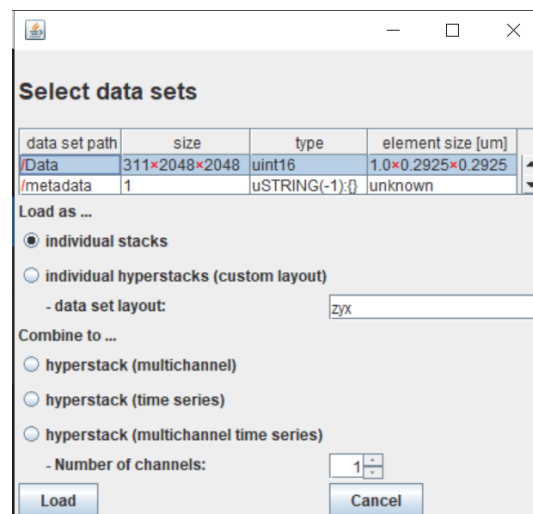 Select data sets
data set path size type element size [um]
/Data 311×2048×2048 uint16 1.0×0.2925×0.2925
/metadata 1 uSTRING(-1):{} unknown
Load as ...
individual stacks
individual hyperstacks (custom layout)
- data set layout: zyx
Combine to ...
hyperstack (multichannel)
hyperstack (time series)
hyperstack (multichannel time series)
- Number of channels: 1
Load Cancel